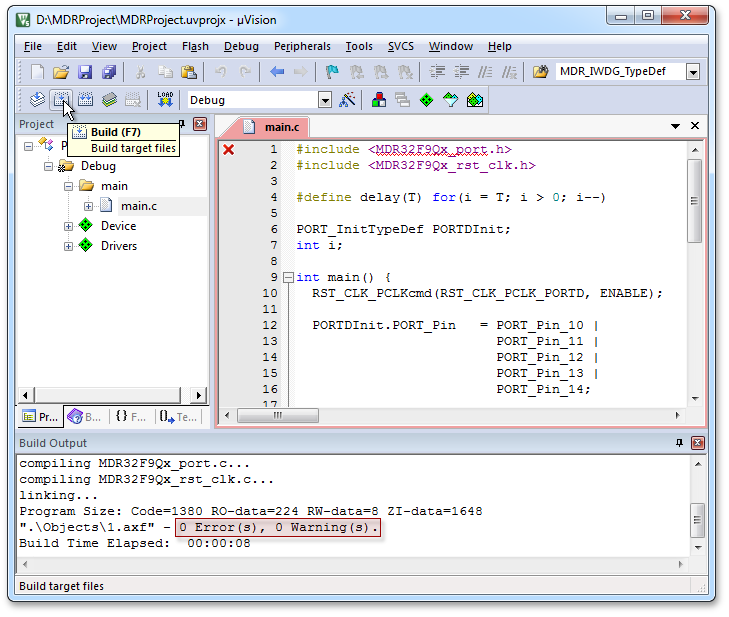 D:\MDRProject\MDRProject.uvprojx - µVision
File Edit View Project Flash Debug Peripherals Tools SVCS Window Help
MDR_IWDG_TypeDef
LOAD Debug
Project
Build (F7)
Build target files
P
Debug
main
main.c
Device
Drivers
Pr... B... {} F... 0 Te...
main.c
1 #include <MDR32F9Qx_port.h>
2 #include <MDR32F9Qx_rst_clk.h>
3
4 #define delay(T) for(i = T; i > 0; i--)
5
6 PORT_InitTypeDef PORTDInit;
7 int i;
8
9 int main() {
10 RST_CLK_PCLKcmd(RST_CLK_PCLK_PORTD, ENABLE);
11
12 PORTDInit.PORT_Pin = PORT_Pin_10 |
13 PORT_Pin_11 |
14 PORT_Pin_12 |
15 PORT_Pin_13 |
16 PORT_Pin_14;
17
Build Output
compiling MDR32F9Qx_port.c...
compiling MDR32F9Qx_rst_clk.c...
linking...
Program Size: Code=1380 RO-data=224 RW-data=8 ZI-data=1648
".\Objects\1.axf" - 0 Error(s), 0 Warning(s).
Build Time Elapsed: 00:00:08
Build target files